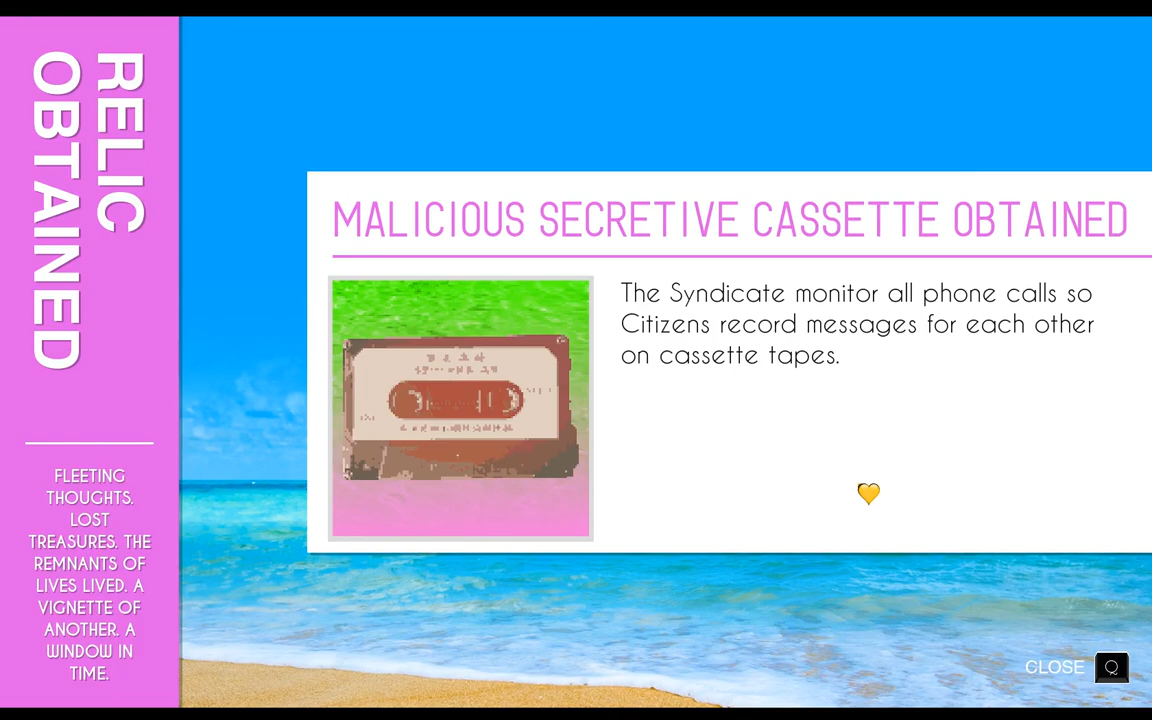 RELIC
OBTAINED
FLEETING
THOUGHTS.
LOST
TREASURES. THE
REMNANTS OF
LIVES LIVED. A
VIGNETTE OF
ANOTHER. A
WINDOW IN
TIME.
MALICIOUS SECRETIVE CASSETTE OBTAINED
The Syndicate monitor all phone calls so
Citizens record messages for each other
on cassette tapes.
CLOSE Q